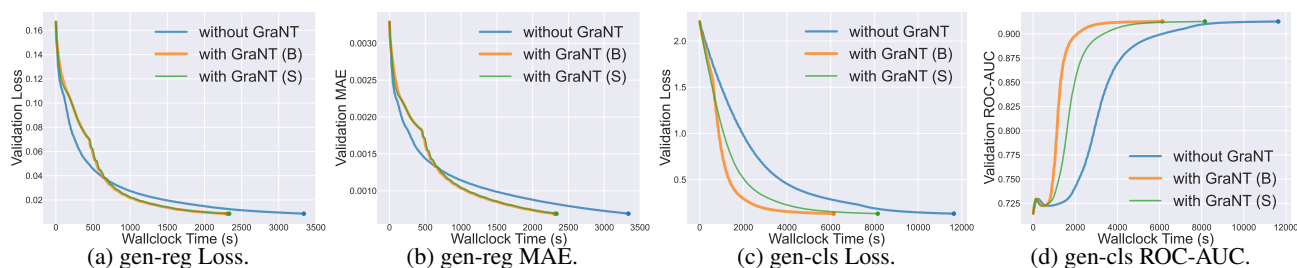 0.16
0.14
0.12
0.10
0.08
0.06
0.04
0.02
Validation Loss
without GraNT
with GraNT (B)
with GraNT (S)
0 500 1000 1500 2000 2500 3000 3500
Wallclock Time (s)
(a) gen-reg Loss.
0.0030
0.0025
0.0020
0.0015
0.0010
Validation MAE
without GraNT
with GraNT (B)
with GraNT (S)
0 500 1000 1500 2000 2500 3000 3500
Wallclock Time (s)
(b) gen-reg MAE.
2.0
1.5
1.0
0.5
Validation Loss
without GraNT
with GraNT (B)
with GraNT (S)
0 2000 4000 6000 8000 10000 12000
Wallclock Time (s)
(c) gen-cls Loss.
0.900
0.875
0.850
0.825
0.800
0.775
0.750
0.725
Validation ROC-AUC
without GraNT
with GraNT (B)
with GraNT (S)
0 2000 4000 6000 8000 10000 12000
Wallclock Time (s)
(d) gen-cls ROC-AUC.